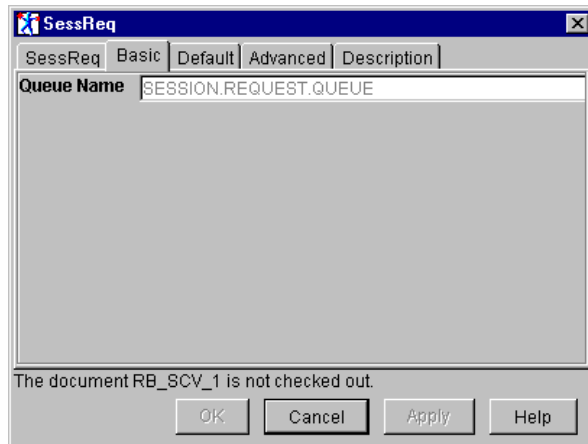 SessReq
SessReq Basic Default Advanced Description
Queue Name SESSION.REQUEST.QUEUE
The document RB_SCV_1 is not checked out.
OK Cancel Apply Help